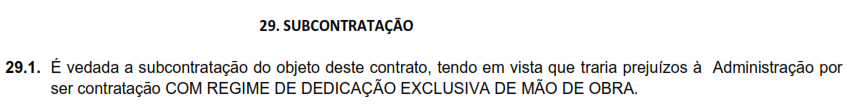 29. SUBCONTRATAÇÃO
29.1. É vedada a subcontratação do objeto deste contrato, tendo em vista que traria prejuízos à Administração por
ser contratação COM REGIME DE DEDICAÇÃO EXCLUSIVA DE MÃO DE OBRA.